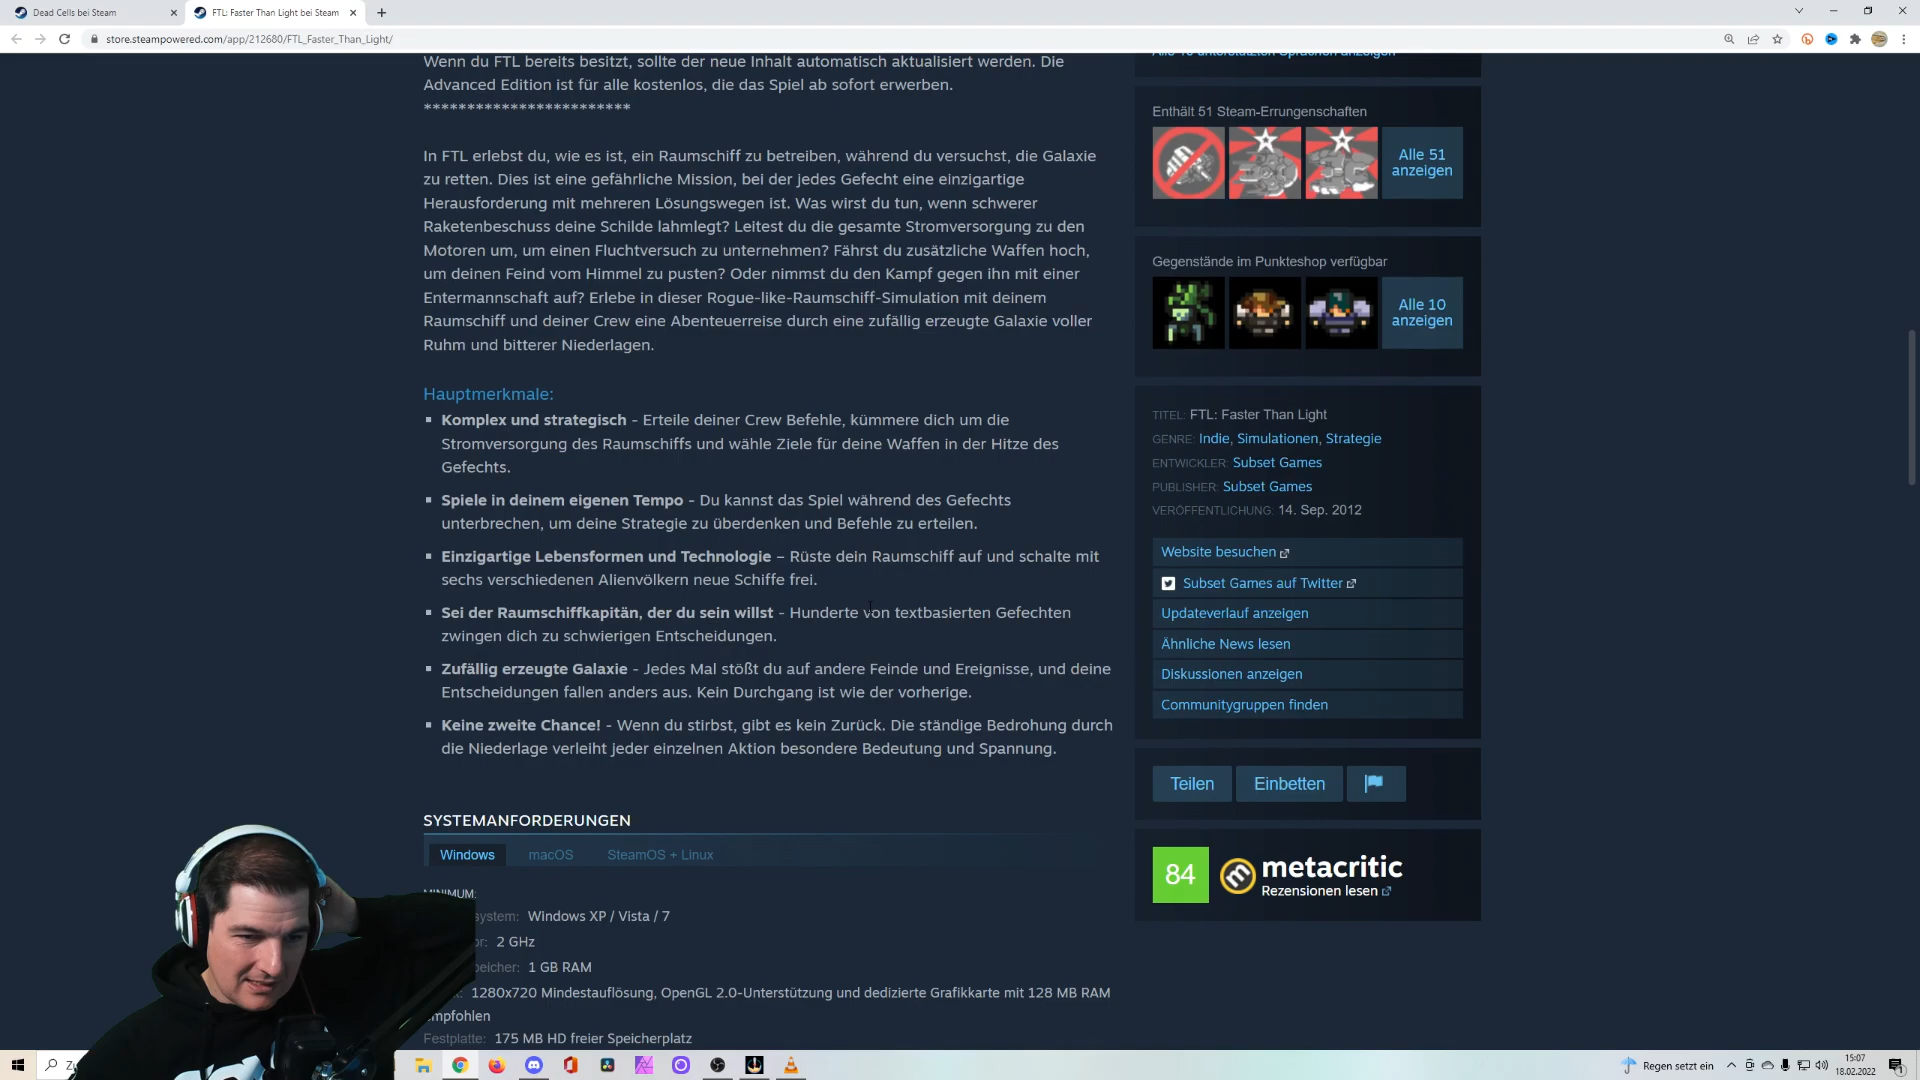 Dead Cells bei Steam
FTL: Faster Than Light bei Steam
store.steampowered.com/app/212680/FTL_Faster_Than_Light/
Wenn du FTL bereits besitzt, sollte der neue Inhalt automatisch aktualisiert werden. Die
Advanced Edition ist für alle kostenlos, die das Spiel ab sofort erwerben.
************************
In FTL erlebst du, wie es ist, ein Raumschiff zu betreiben, während du versuchst, die Galaxie
zu retten. Dies ist eine gefährliche Mission, bei der jedes Gefecht eine einzigartige
Herausforderung mit mehreren Lösungswegen ist. Was wirst du tun, wenn schwerer
Raketenbeschuss deine Schilde lahmlegt? Leitest du die gesamte Stromversorgung zu den
Motoren um, um einen Fluchtversuch zu unternehmen? Fährst du zusätzliche Waffen hoch,
um deinen Feind vom Himmel zu pusten? Oder nimmst du den Kampf gegen ihn mit einer
Entermannschaft auf? Erlebe in dieser Rogue-like-Raumschiff-Simulation mit deinem
Raumschiff und deiner Crew eine Abenteuerreise durch eine zufällig erzeugte Galaxie voller
Ruhm und bitterer Niederlagen.
Hauptmerkmale:
Komplex und strategisch - Erteile deiner Crew Befehle, kümmere dich um die
Stromversorgung des Raumschiffs und wähle Ziele für deine Waffen in der Hitze des
Gefechts.
Spiele in deinem eigenen Tempo - Du kannst das Spiel während des Gefechts
unterbrechen, um deine Strategie zu überdenken und Befehle zu erteilen.
Einzigartige Lebensformen und Technologie – Rüste dein Raumschiff auf und schalte mit
sechs verschiedenen Alienvölkern neue Schiffe frei.
Sei der Raumschiffkapitän, der du sein willst - Hunderte von textbasierten Gefechten
zwingen dich zu schwierigen Entscheidungen.
Zufällig erzeugte Galaxie - Jedes Mal stößt du auf andere Feinde und Ereignisse, und deine
Entscheidungen fallen anders aus. Kein Durchgang ist wie der vorherige.
Keine zweite Chance! - Wenn du stirbst, gibt es kein Zurück. Die ständige Bedrohung durch
die Niederlage verleiht jeder einzelnen Aktion besondere Bedeutung und Spannung.
SYSTEMANFORDERUNGEN
Windows macOS SteamOS + Linux
MINIMUM:
system: Windows XP / Vista / 7
or: 2 GHz
peicher: 1 GB RAM
1280x720 Mindestauflösung, OpenGL 2.0-Unterstützung und dedizierte Grafikkarte mit 128 MB RAM
empfohlen
Festplatte: 175 MB HD freier Speicherplatz
Alle 10 unterstützten Sprachen anzeigen
Enthält 51 Steam-Errungenschaften
Alle 51
anzeigen
Gegenstände im Punkteshop verfügbar
Alle 10
anzeigen
TITEL: FTL: Faster Than Light
GENRE: Indie, Simulationen, Strategie
ENTWICKLER: Subset Games
PUBLISHER: Subset Games
VERÖFFENTLICHUNG: 14. Sep. 2012
Website besuchen
Subset Games auf Twitter
Updateverlauf anzeigen
Ähnliche News lesen
Diskussionen anzeigen
Communitygruppen finden
Teilen Einbetten
84 metacritic
Rezensionen lesen
Regen setzt ein
15:07
18.02.2022